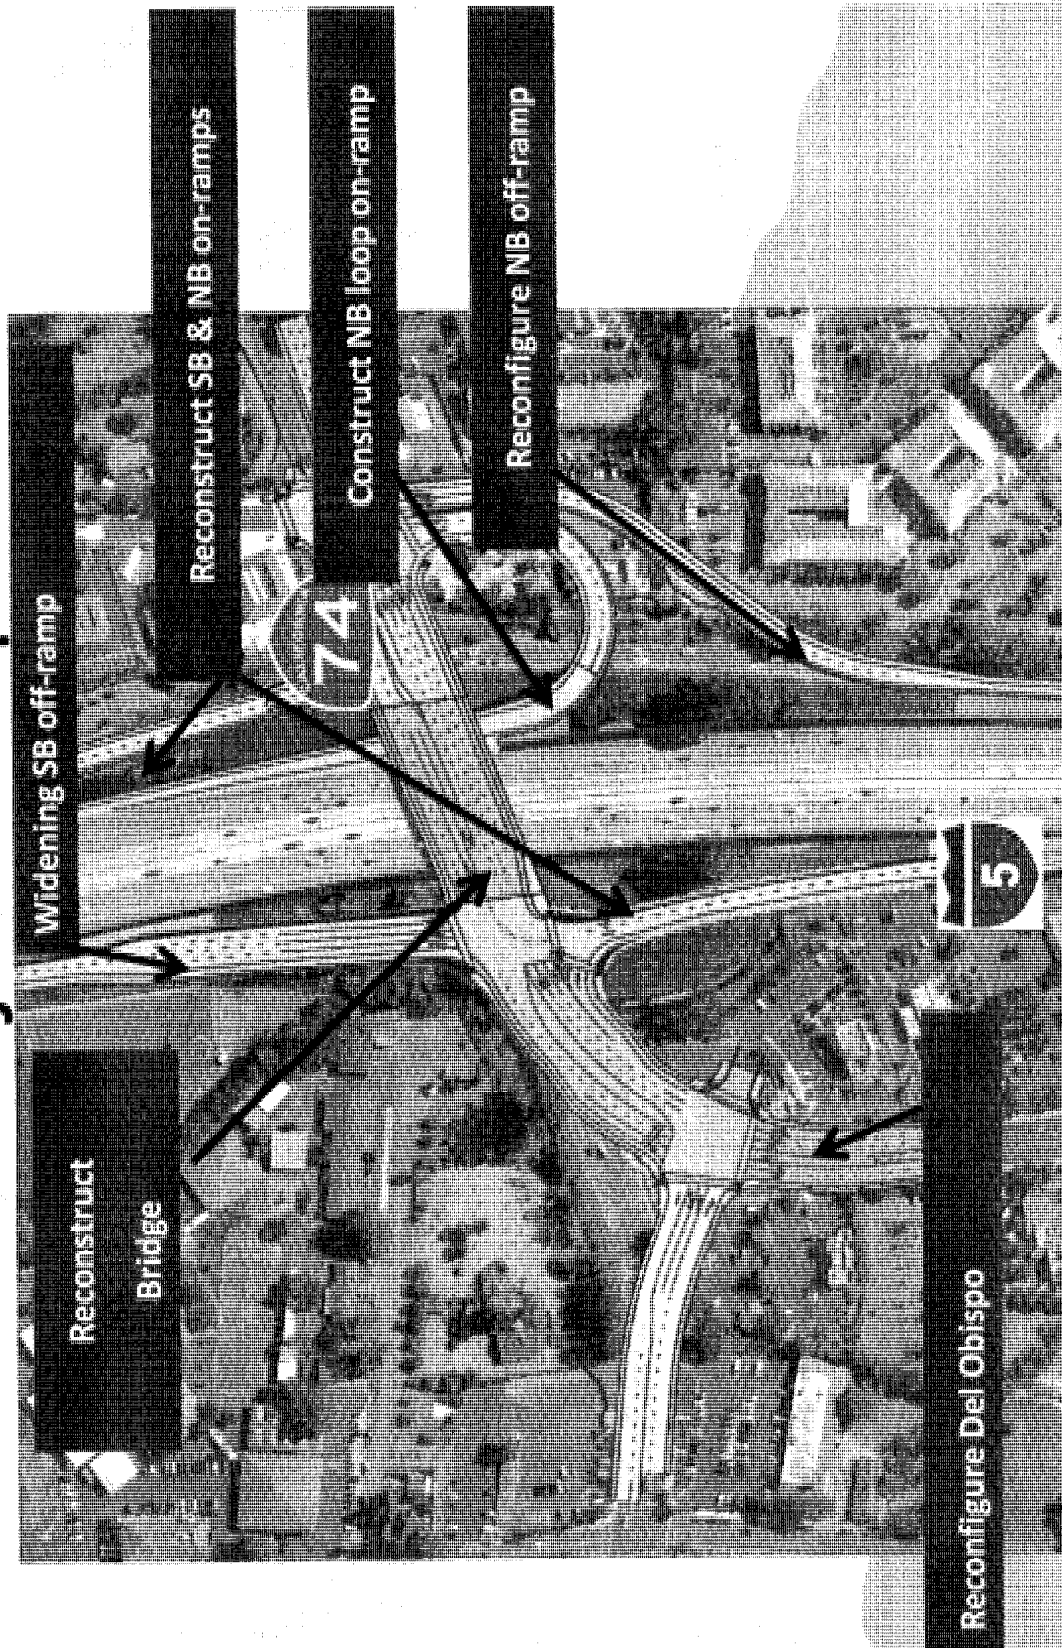 Widening SB off-ramp
Reconstruct SB & NB on-ramps
Construct NB loop on-ramp
Reconfigure NB off-ramp
Reconstruct
Bridge
74
5
Reconfigure Del Obispo